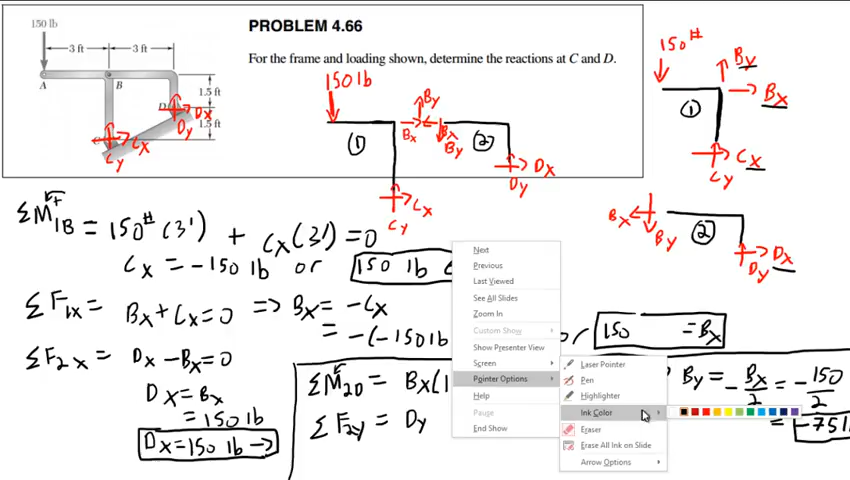 PROBLEM 4.66
For the frame and loading shown, determine the reactions at C and D.
150 lb
3 ft
3 ft
A
B
D
1.5 ft
1.5 ft
Dx
Dy
Cx
Cy
150 lb
By
Bx
①
Bx
By
②
Dx
Dy
Cx
Cy
150#
By
Bx
①
Cx
Cy
Bx
By
②
Dx
Dy
ΣM1B = 150#(3') + Cx(3') = 0
Cx = -150 lb or 150 lb
ΣF1x = Bx + Cx = 0 => Bx = -Cx
= -(-150 lb
or 150 = Bx
ΣF2x = Dx - Bx = 0
Dx = Bx
= 150 lb
Dx = 150 lb →
ΣM2D = Bx(1
ΣF2y = Dy
By = -Bx/2 = -150/2
= -75 l
Next
Previous
Last Viewed
See All Slides
Zoom In
Custom Show
Show Presenter View
Screen
Pointer Options
Help
Pause
End Show
Laser Pointer
Pen
Highlighter
Ink Color
Eraser
Erase All Ink on Slide
Arrow Options